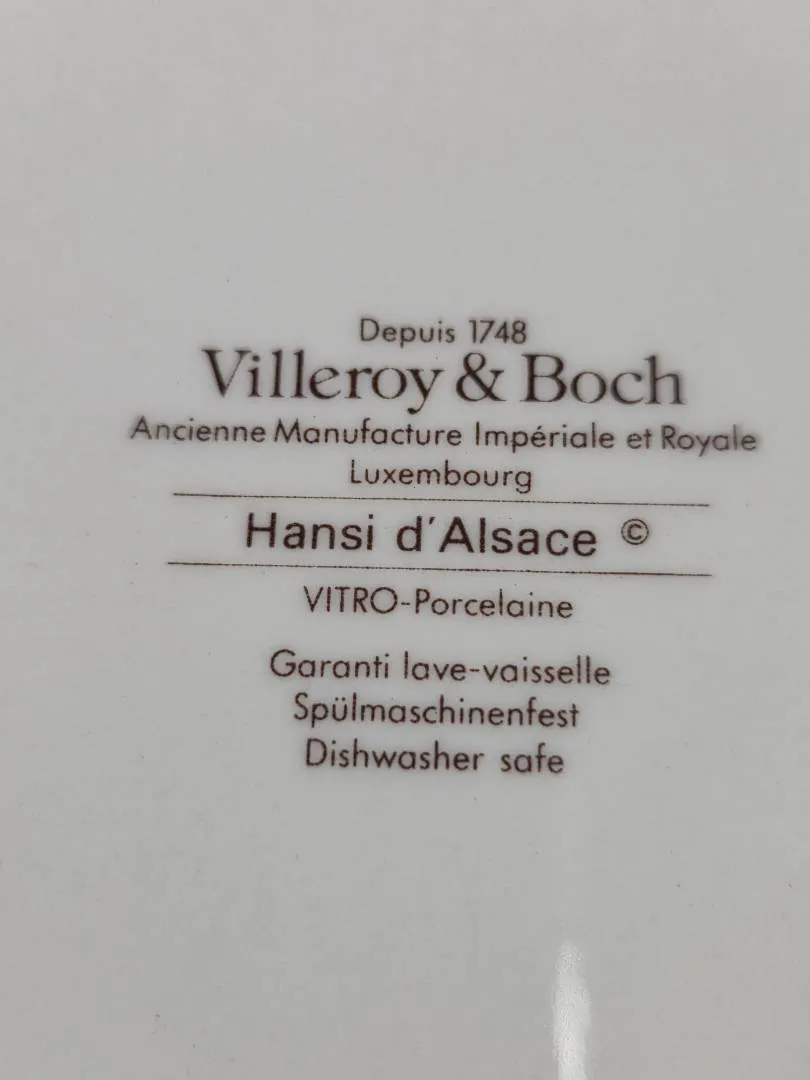 Depuis 1748
Villeroy & Boch
Ancienne Manufacture Impériale et Royale
Luxembourg
Hansi d'Alsace ©
VITRO-Porcelaine
Garanti lave-vaisselle
Spülmaschinenfest
Dishwasher safe